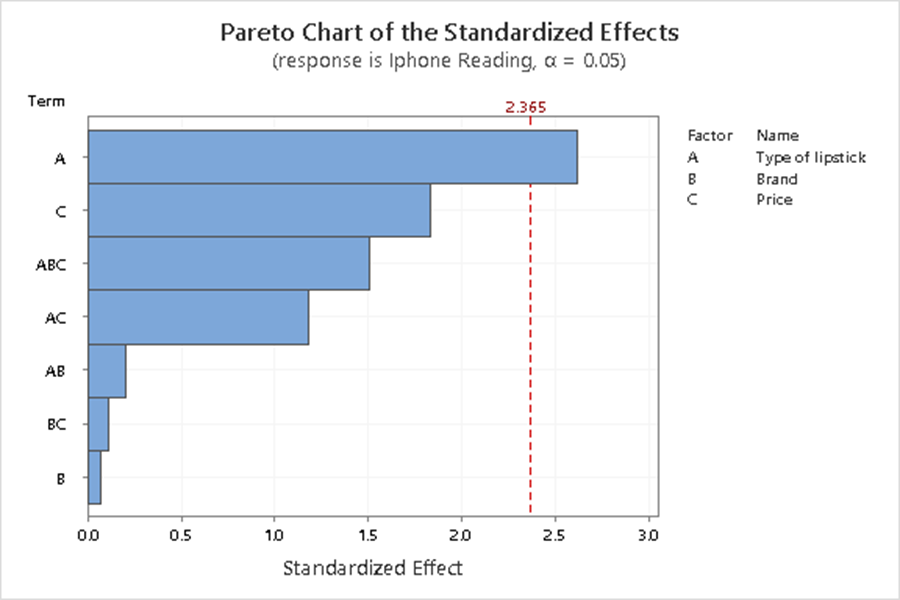 Pareto Chart of the Standardized Effects
(response is Iphone Reading, α = 0.05)
Term
2.365
Factor Name
A Type of lipstick
B Brand
C Price
A
C
ABC
AC
AB
BC
B
0.0 0.5 1.0 1.5 2.0 2.5 3.0
Standardized Effect